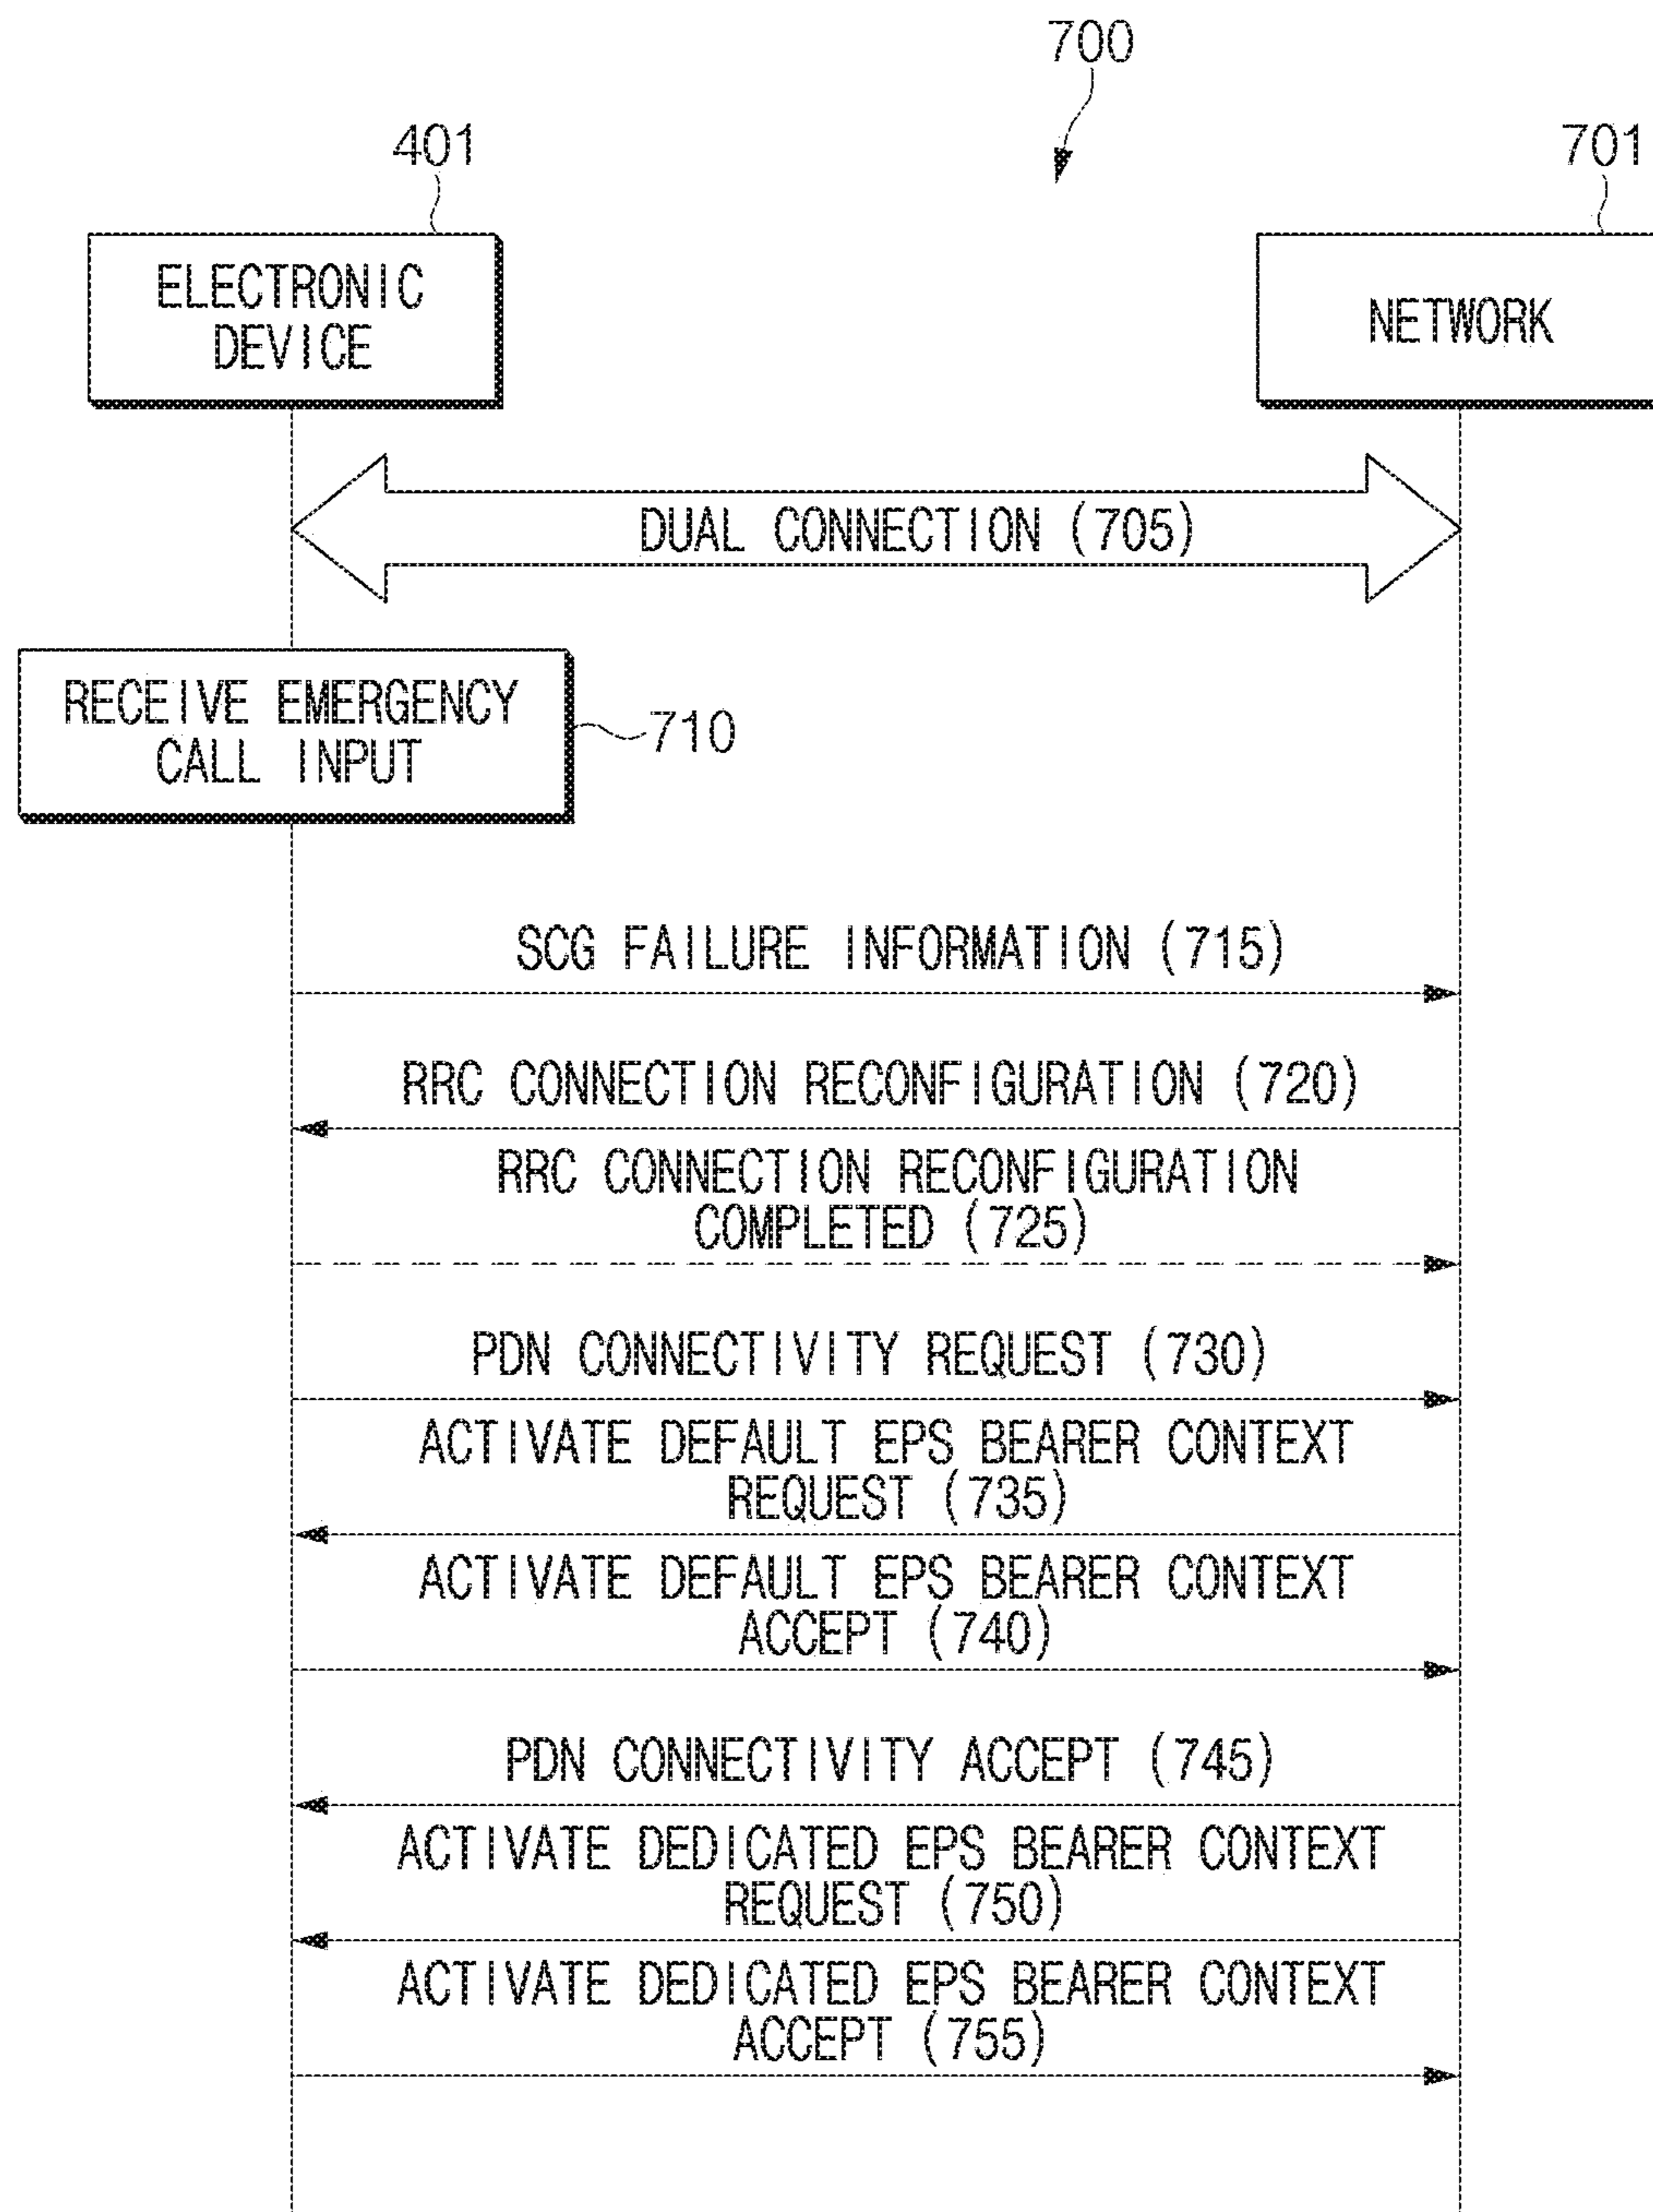 700
401
701
ELECTRONIC
DEVICE
NETWORK
DUAL CONNECTION (705)
RECEIVE EMERGENCY
CALL INPUT
710
SCG FAILURE INFORMATION (715)
RRC CONNECTION RECONFIGURATION (720)
RRC CONNECTION RECONFIGURATION
COMPLETED (725)
PDN CONNECTIVITY REQUEST (730)
ACTIVATE DEFAULT EPS BEARER CONTEXT
REQUEST (735)
ACTIVATE DEFAULT EPS BEARER CONTEXT
ACCEPT (740)
PDN CONNECTIVITY ACCEPT (745)
ACTIVATE DEDICATED EPS BEARER CONTEXT
REQUEST (750)
ACTIVATE DEDICATED EPS BEARER CONTEXT
ACCEPT (755)